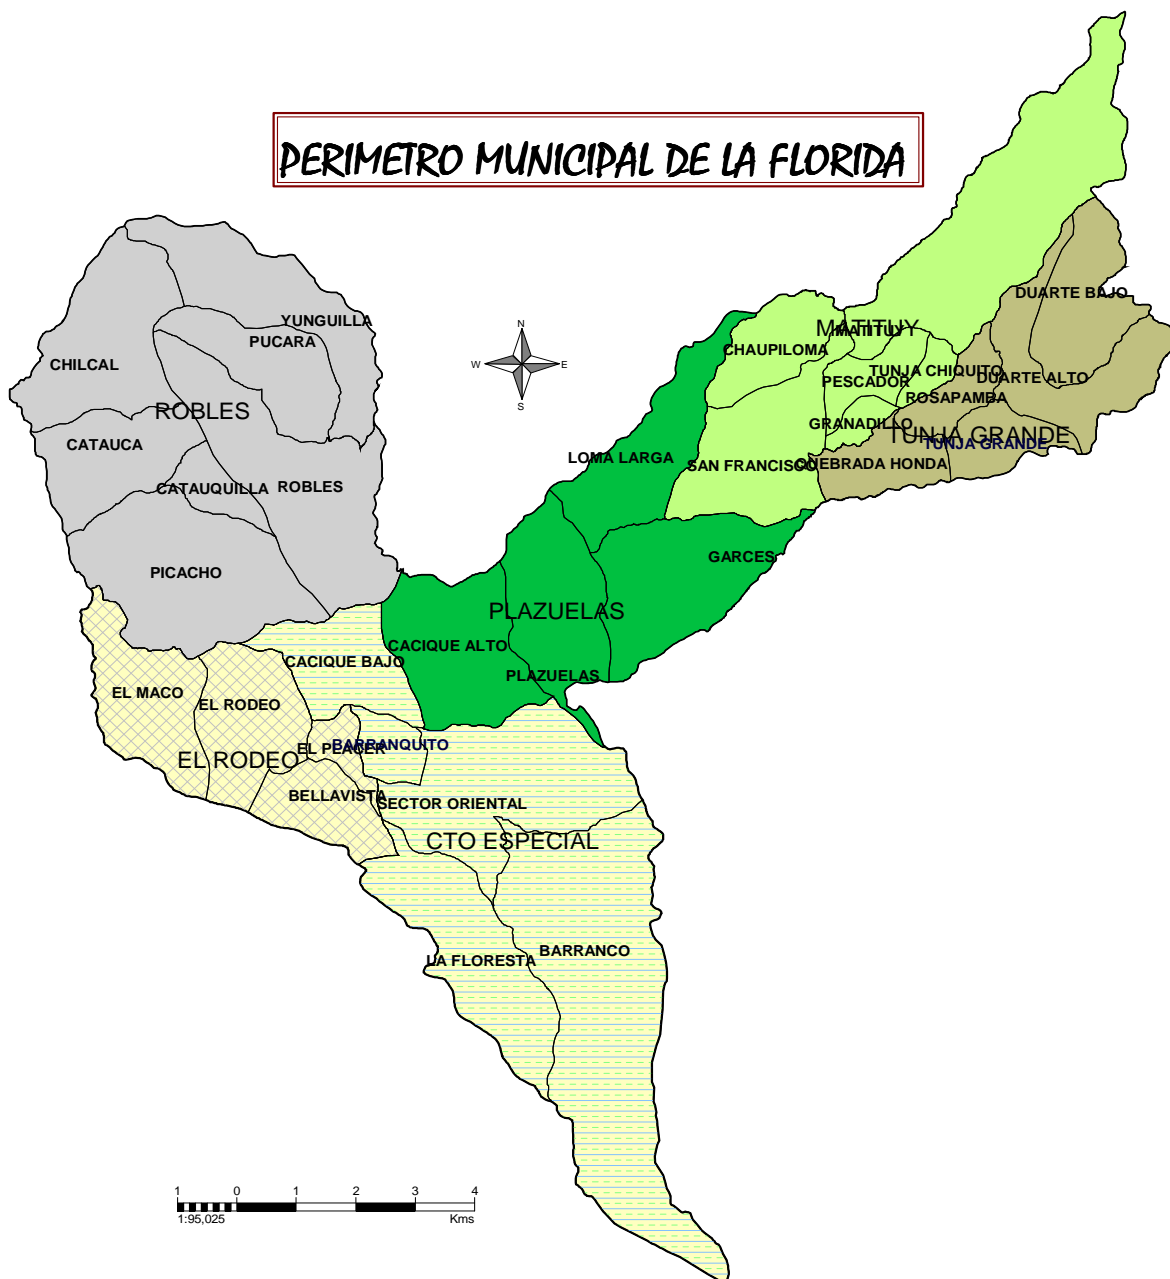 PERIMETRO MUNICIPAL DE LA FLORIDA
DUARTE BAJO
YUNGUILLA
N
MATITUY
MATITUY
PUCARA
CHAUPILOMA
CHILCAL
W
E
TUNJA CHIQUITO
DUARTE ALTO
PESCADOR
ROSAPAMBA
S
ROBLES
GRANADILLO
TUNJA GRANDE
TUNJA GRANDE
CATAUCA
LOMA LARGA
SAN FRANCISCO
QUEBRADA HONDA
CATAUQUILLA
ROBLES
GARCES
PICACHO
PLAZUELAS
CACIQUE ALTO
CACIQUE BAJO
PLAZUELAS
EL MACO
EL RODEO
BARRANQUITO
EL PLACER
EL RODEO
BELLAVISTA
SECTOR ORIENTAL
CTO ESPECIAL
BARRANCO
LA FLORESTA
1 0 1 2 3 4
1:95,025 Kms